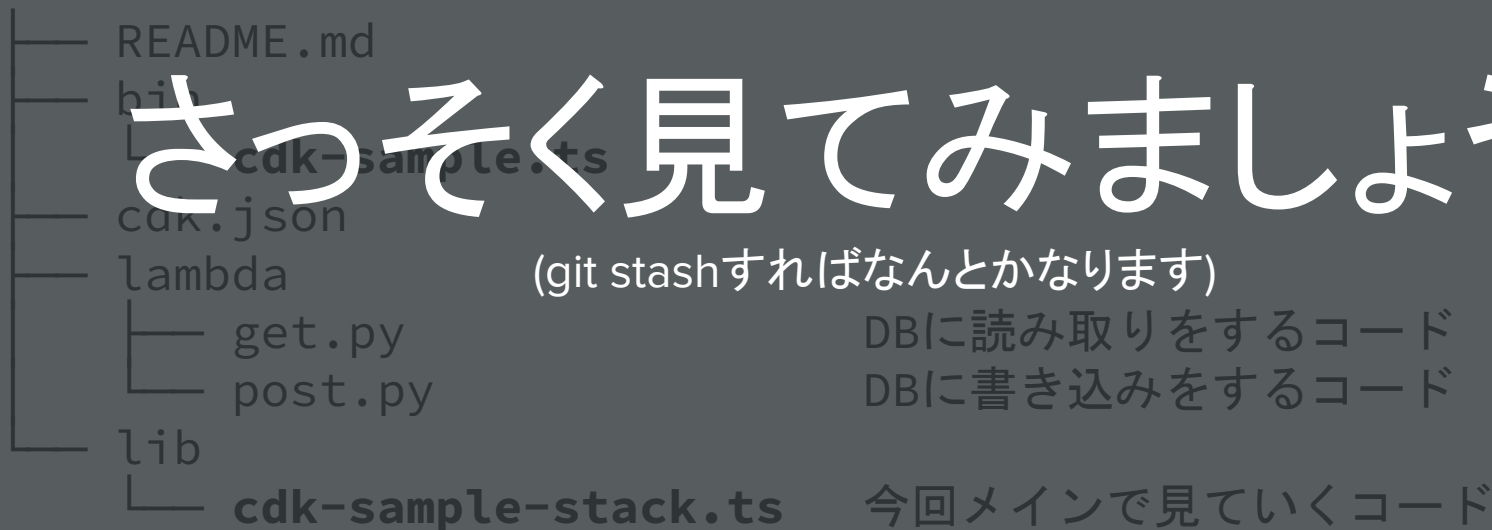 ├── README.md
├── bin
│   └── cdk-sample.ts
さっそく見てみましょう
├── cdk.json
├── lambda
(git stashすればなんとかなります)
│   ├── get.py DBに読み取りをするコード
│   └── post.py DBに書き込みをするコード
└── lib
    └── cdk-sample-stack.ts 今回メインで見ていくコード